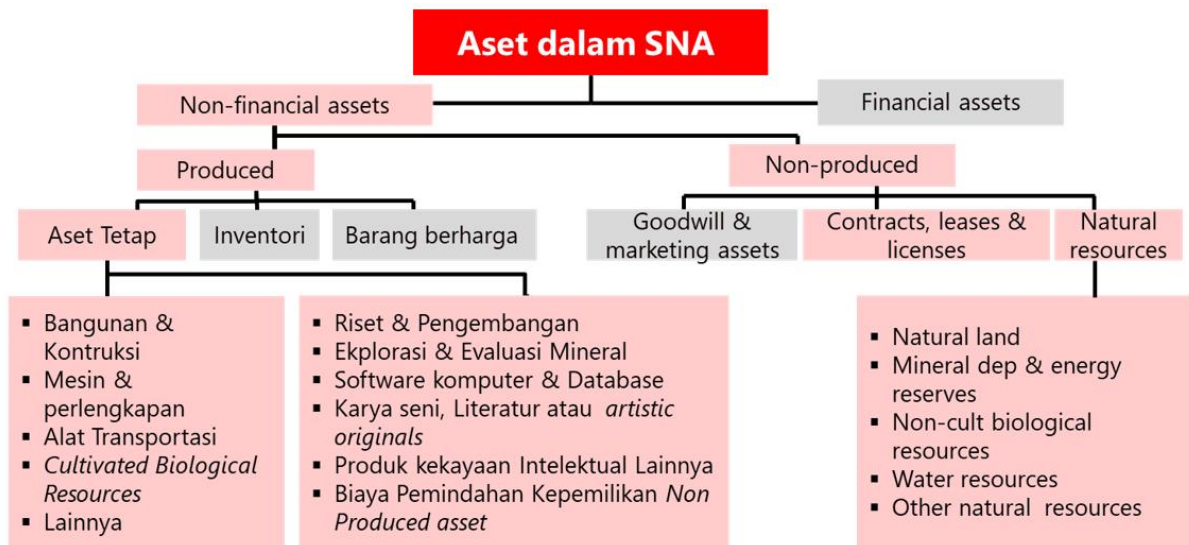 Aset dalam SNA
Non-financial assets
Financial assets
Produced
Non-produced
Aset Tetap
Inventori
Barang berharga
Goodwill &
marketing assets
Contracts, leases &
licenses
Natural
resources
▪ Bangunan &
Kontruksi
▪ Mesin &
perlengkapan
▪ Alat Transportasi
▪ Cultivated Biological
Resources
▪ Lainnya
▪ Riset & Pengembangan
▪ Ekplorasi & Evaluasi Mineral
▪ Software komputer & Database
▪ Karya seni, Literatur atau artistic
originals
▪ Produk kekayaan Intelektual Lainnya
▪ Biaya Pemindahan Kepemilikan Non
Produced asset
▪ Natural land
▪ Mineral dep & energy
reserves
▪ Non-cult biological
resources
▪ Water resources
▪ Other natural resources